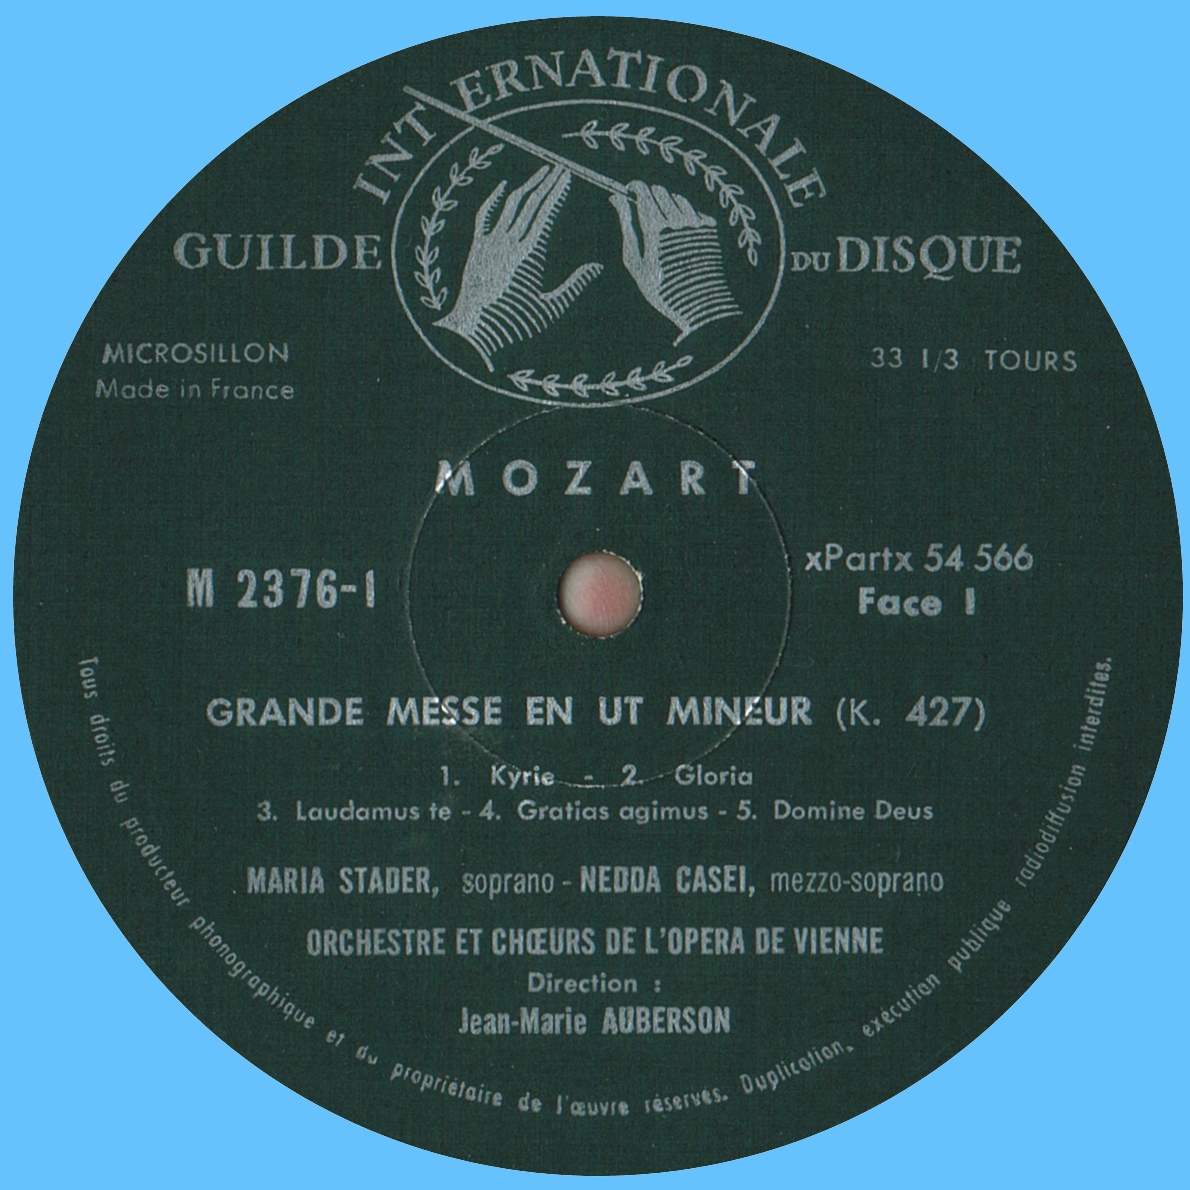 INTERNATIONALE
GUILDE DU DISQUE
MICROSILLON
Made in France
33 1/3 TOURS
MOZART
M 2376-1
xPartx 54 566
Face 1
GRANDE MESSE EN UT MINEUR (K. 427)
1. Kyrie - 2. Gloria
3. Laudamus te - 4. Gratias agimus - 5. Domine Deus
MARIA STADER, soprano - NEDDA CASEI, mezzo-soprano
ORCHESTRE ET CHŒURS DE L'OPERA DE VIENNE
Direction :
Jean-Marie AUBERSON
Tous droits du producteur phonographique et du propriétaire de l'œuvre réservés. Duplication, exécution publique radiodiffusion interdites.